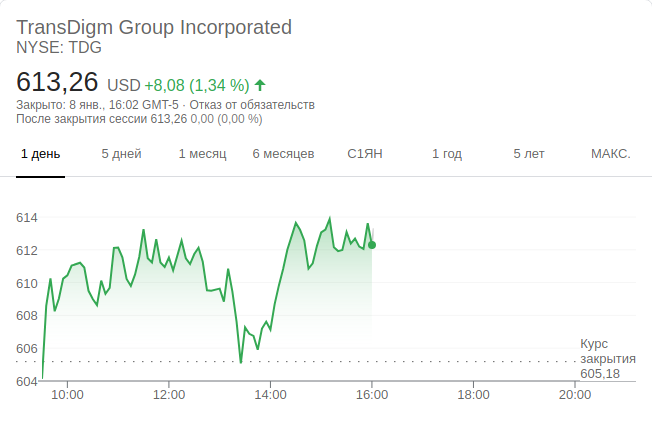 TransDigm Group Incorporated
NYSE: TDG
613,26 USD +8,08 (1,34 %)
Закрыто: 8 янв., 16:02 GMT-5 · Отказ от обязательств
После закрытия сессии 613,26 0,00 (0,00 %)
1 день 5 дней 1 месяц 6 месяцев С1ЯН 1 год 5 лет МАКС.
614
612
610
608
606
604
Курс
закрытия
605,18
10:00 12:00 14:00 16:00 18:00 20:00